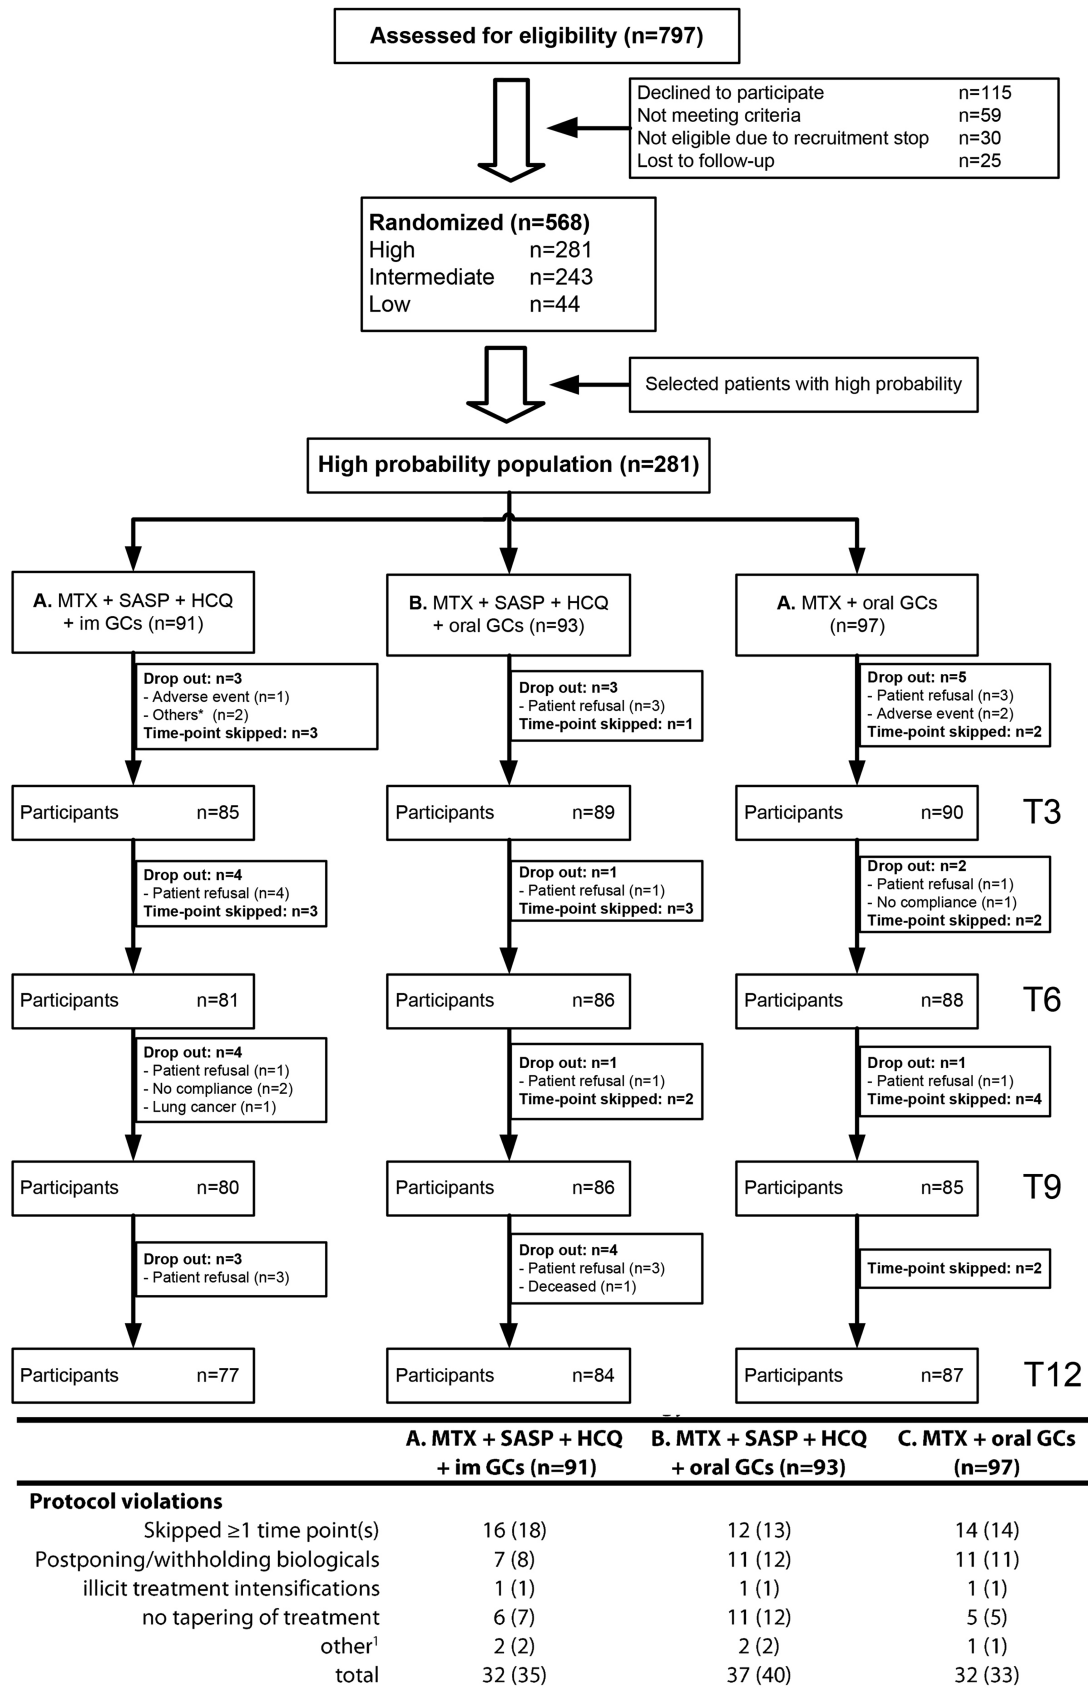 Assessed for eligibility (n=797)
Declined to participate n=115
Not meeting criteria n=59
Not eligible due to recruitment stop n=30
Lost to follow-up n=25
Randomized (n=568)
High n=281
Intermediate n=243
Low n=44
Selected patients with high probability
High probability population (n=281)
A. MTX + SASP + HCQ
+ im GCs (n=91)
B. MTX + SASP + HCQ
+ oral GCs (n=93)
A. MTX + oral GCs
(n=97)
Drop out: n=3
- Adverse event (n=1)
- Others* (n=2)
Time-point skipped: n=3
Drop out: n=3
- Patient refusal (n=3)
Time-point skipped: n=1
Drop out: n=5
- Patient refusal (n=3)
- Adverse event (n=2)
Time-point skipped: n=2
Participants n=85
Participants n=89
Participants n=90
T3
Drop out: n=4
- Patient refusal (n=4)
Time-point skipped: n=3
Drop out: n=1
- Patient refusal (n=1)
Time-point skipped: n=3
Drop out: n=2
- Patient refusal (n=1)
- No compliance (n=1)
Time-point skipped: n=2
Participants n=81
Participants n=86
Participants n=88
T6
Drop out: n=4
- Patient refusal (n=1)
- No compliance (n=2)
- Lung cancer (n=1)
Drop out: n=1
- Patient refusal (n=1)
Time-point skipped: n=2
Drop out: n=1
- Patient refusal (n=1)
Time-point skipped: n=4
Participants n=80
Participants n=86
Participants n=85
T9
Drop out: n=3
- Patient refusal (n=3)
Drop out: n=4
- Patient refusal (n=3)
- Deceased (n=1)
Time-point skipped: n=2
Participants n=77
Participants n=84
Participants n=87
T12
A. MTX + SASP + HCQ B. MTX + SASP + HCQ C. MTX + oral GCs
+ im GCs (n=91) + oral GCs (n=93) (n=97)
Protocol violations
Skipped ≥1 time point(s) 16 (18) 12 (13) 14 (14)
Postponing/withholding biologicals 7 (8) 11 (12) 11 (11)
illicit treatment intensifications 1 (1) 1 (1) 1 (1)
no tapering of treatment 6 (7) 11 (12) 5 (5)
other¹ 2 (2) 2 (2) 1 (1)
total 32 (35) 37 (40) 32 (33)